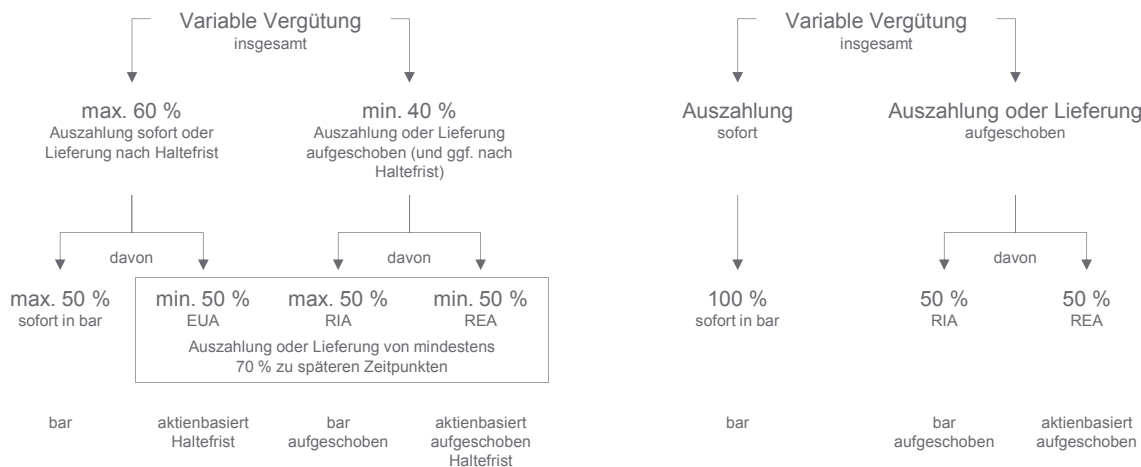 Variable Vergütung
insgesamt
max. 60 %
Auszahlung sofort oder
Lieferung nach Haltefrist
min. 40 %
Auszahlung oder Lieferung
aufgeschoben (und ggf. nach
Haltefrist)
davon
davon
max. 50 %
sofort in bar
min. 50 %
EUA
max. 50 %
RIA
min. 50 %
REA
Auszahlung oder Lieferung von mindestens
70 % zu späteren Zeitpunkten
bar
aktienbasiert
Haltefrist
bar
aufgeschoben
aktienbasiert
aufgeschoben
Haltefrist
Variable Vergütung
insgesamt
Auszahlung
sofort
Auszahlung oder Lieferung
aufgeschoben
davon
100 %
sofort in bar
50 %
RIA
50 %
REA
bar
bar
aufgeschoben
aktienbasiert
aufgeschoben